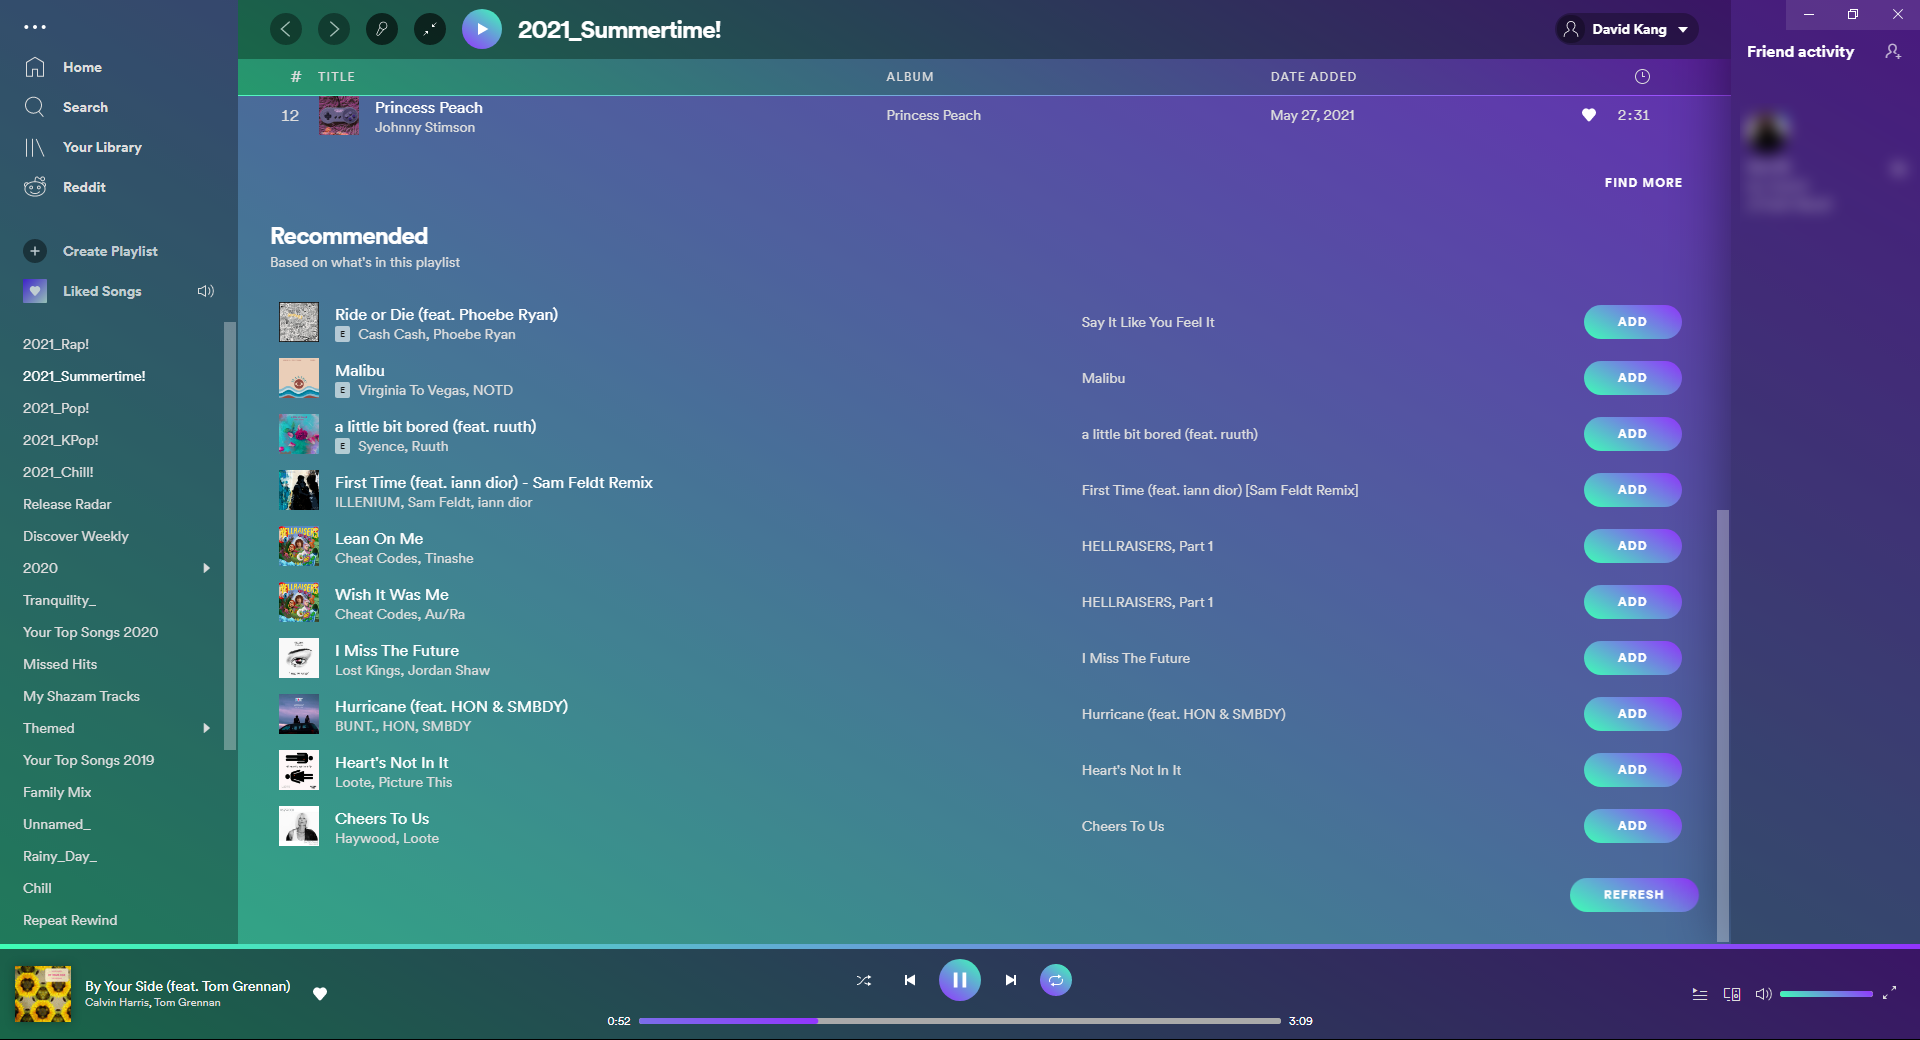 Home
Search
Your Library
Reddit
Create Playlist
Liked Songs
2021_Rap!
2021_Summertime!
2021_Pop!
2021_KPop!
2021_Chill!
Release Radar
Discover Weekly
2020
Tranquility_
Your Top Songs 2020
Missed Hits
My Shazam Tracks
Themed
Your Top Songs 2019
Family Mix
Unnamed_
Rainy_Day_
Chill
Repeat Rewind
2021_Summertime!
David Kang
# TITLE ALBUM DATE ADDED
12 Princess Peach
Johnny Stimson
Princess Peach May 27, 2021 2:31
FIND MORE
Recommended
Based on what's in this playlist
Ride or Die (feat. Phoebe Ryan)
E Cash Cash, Phoebe Ryan
Say It Like You Feel It ADD
Malibu
E Virginia To Vegas, NOTD
Malibu ADD
a little bit bored (feat. ruuth)
E Syence, Ruuth
a little bit bored (feat. ruuth) ADD
First Time (feat. iann dior) - Sam Feldt Remix
ILLENIUM, Sam Feldt, iann dior
First Time (feat. iann dior) [Sam Feldt Remix] ADD
HELLRAISERS
Lean On Me
Cheat Codes, Tinashe
HELLRAISERS, Part 1 ADD
HELLRAISERS
Wish It Was Me
Cheat Codes, Au/Ra
HELLRAISERS, Part 1 ADD
I Miss The Future
Lost Kings, Jordan Shaw
I Miss The Future ADD
Hurricane (feat. HON & SMBDY)
BUNT., HON, SMBDY
Hurricane (feat. HON & SMBDY) ADD
Heart's Not In It
Loote, Picture This
Heart's Not In It ADD
Cheers To Us
Haywood, Loote
Cheers To Us ADD
REFRESH
Friend activity
By Your Side (feat. Tom Grennan)
Calvin Harris, Tom Grennan
0:52 3:09